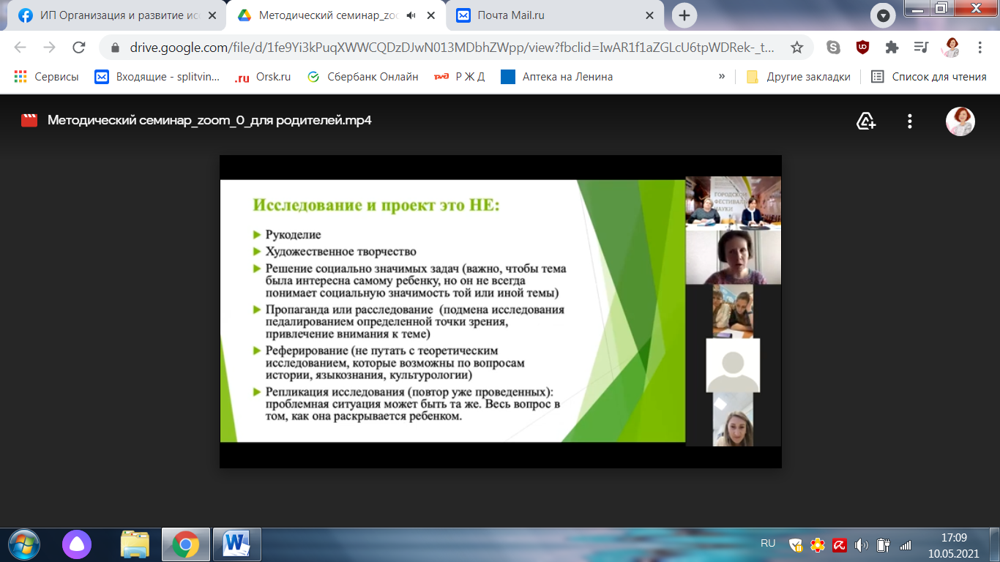 ИП Организация и развитие исс
Методический семинар_zoo
Почта Mail.ru
drive.google.com/file/d/1fe9Yi3kPuqXWWCQDzDJwN013MDbhZWpp/view?fbclid=IwAR1f1aZGLcU6tpWDRek-_t...
Сервисы
Входящие - splitvin...
.ru Orsk.ru
Сбербанк Онлайн
РЖД Р Ж Д
Аптека на Ленина
»
Другие закладки
Список для чтения
Методический семинар_zoom_0_для родителей.mp4
Исследование и проект это НЕ:
Рукоделие
Художественное творчество
Решение социально значимых задач (важно, чтобы тема
была интересна самому ребенку, но он не всегда
понимает социальную значимость той или иной темы)
Пропаганда или расследование (подмена исследования
педалированием определенной точки зрения,
привлечение внимания к теме)
Реферирование (не путать с теоретическим
исследованием, которые возможны по вопросам
истории, языкознания, культурологии)
Репликация исследования (повтор уже проведенных):
проблемная ситуация может быть та же. Весь вопрос в
том, как она раскрывается ребенком.
ГОРОДСКОЙ
ФЕСТИВАЛЬ
НАУКИ
RU
17:09
10.05.2021